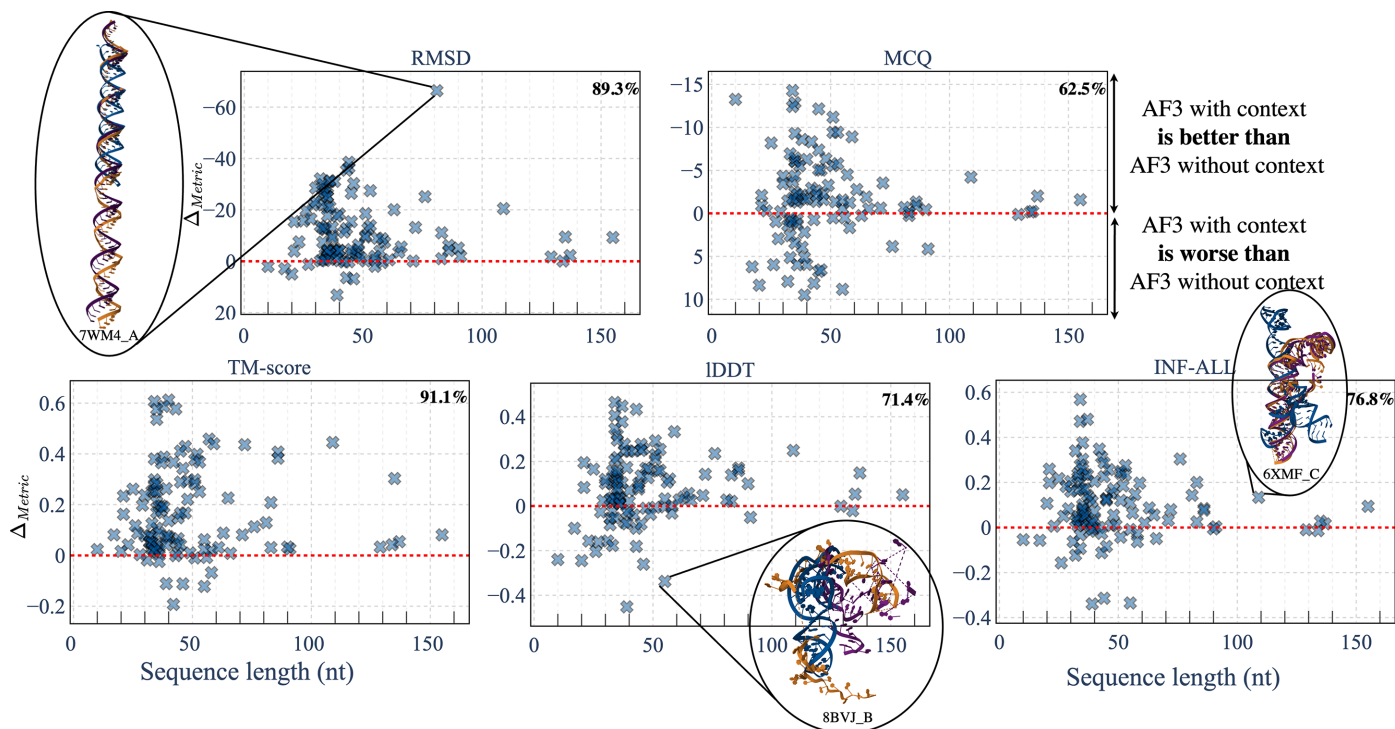 RMSD
89.3%
−60
−40
−20
0
20
0
50
100
150
Δ Metric
7WM4_A
MCQ
62.5%
−15
−10
−5
0
5
10
0
50
100
150
AF3 with context
is better than
AF3 without context
AF3 with context
is worse than
AF3 without context
TM-score
91.1%
0.6
0.4
0.2
0
−0.2
0
50
100
150
Δ Metric
Sequence length (nt)
lDDT
71.4%
0.4
0.2
0
−0.2
−0.4
0
50
100
150
8BVJ_B
INF-ALL
76.8%
0.6
0.4
0.2
0
−0.2
−0.4
0
50
100
150
6XMF_C
Sequence length (nt)